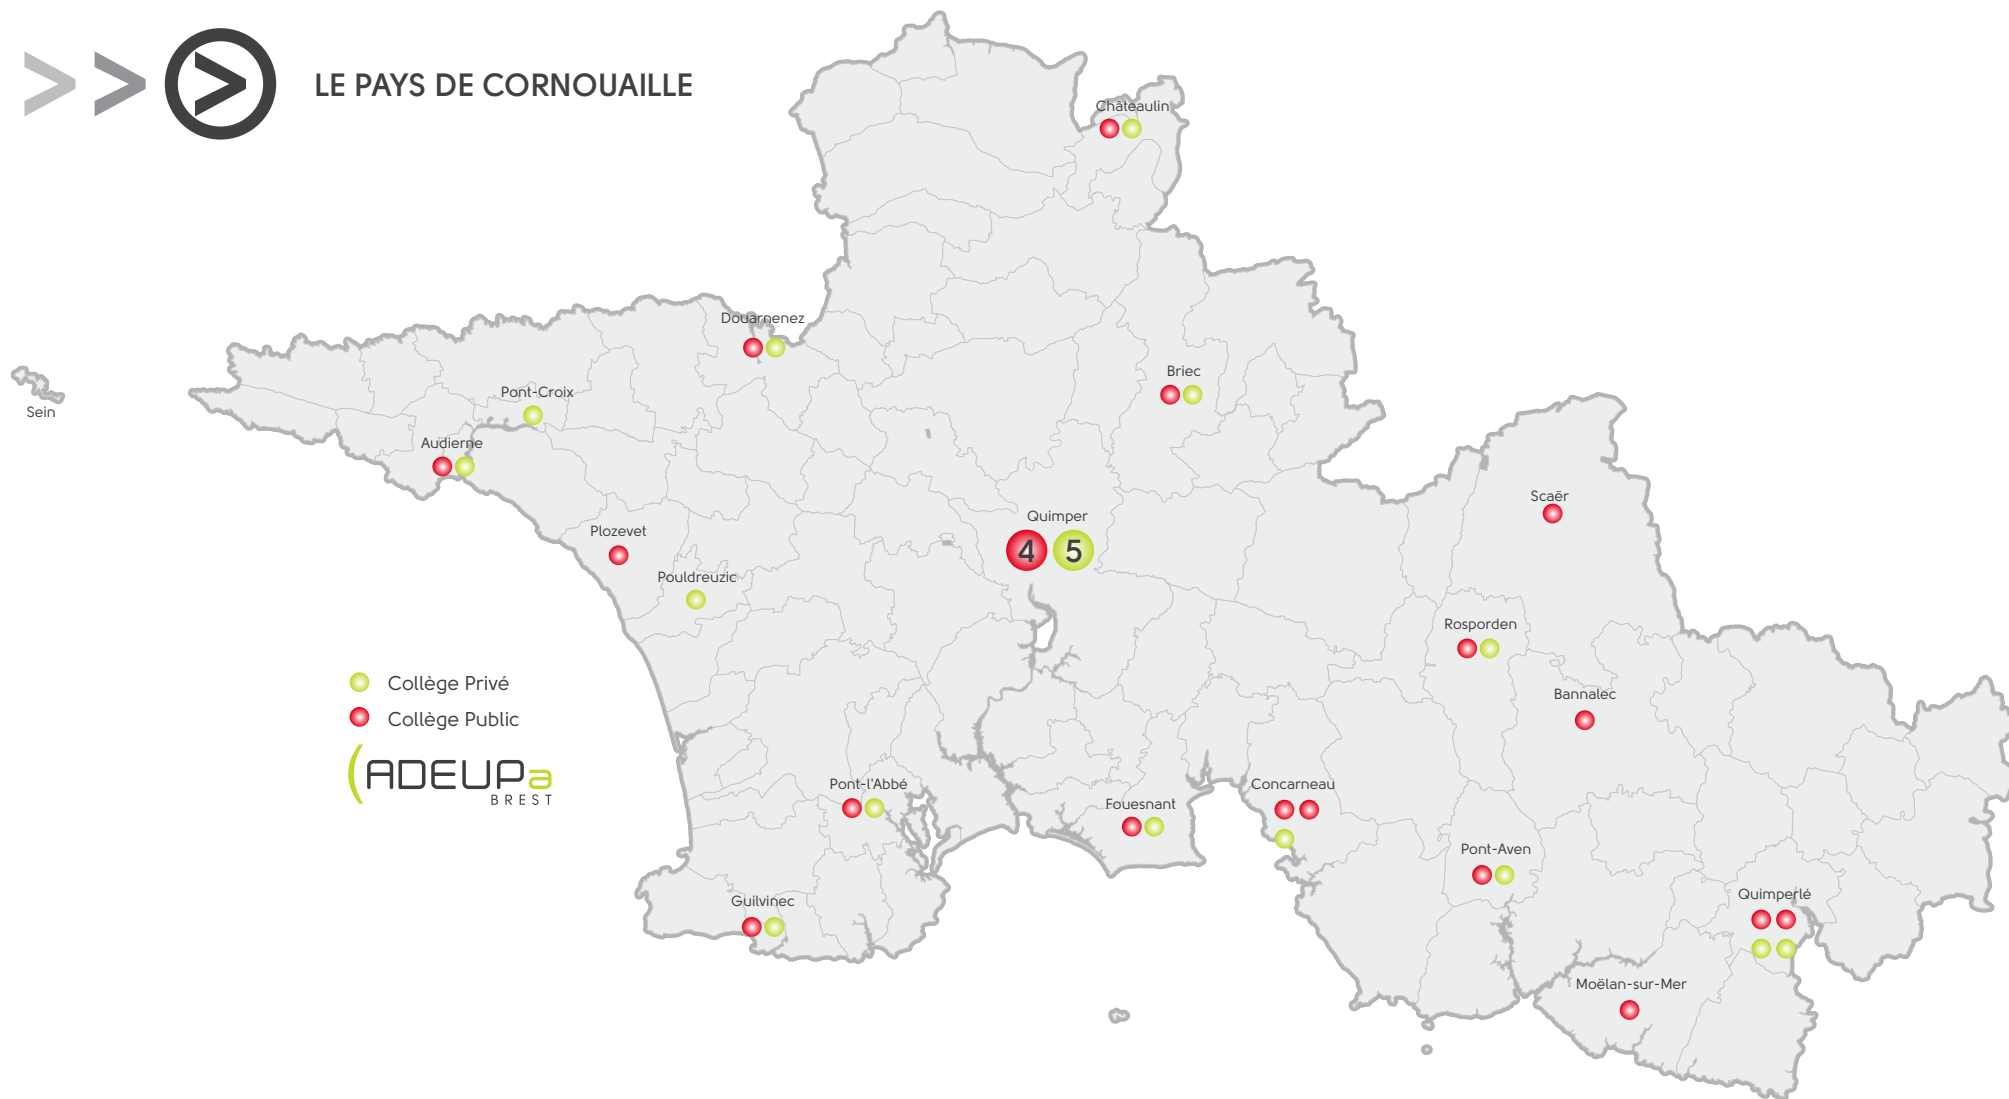 LE PAYS DE CORNOUAILLE
Châteaulin
Douarnenez
Briec
Pont-Croix
Sein
Audierne
Scaër
Quimper
4 5
Plozevet
Pouldreuzic
Rosporden
Collège Privé
Bannalec
Collège Public
ADEUPa
BREST
Pont-l'Abbé
Concarneau
Fouesnant
Pont-Aven
Quimperlé
Guilvinec
Moëlan-sur-Mer